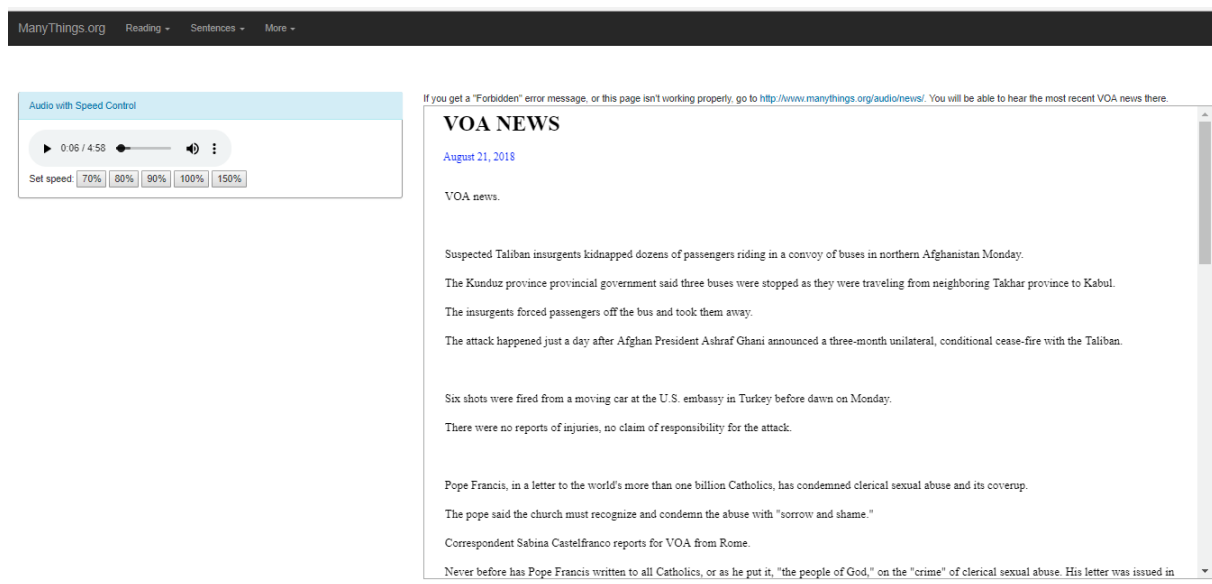 ManyThings.org Reading Sentences More
Audio with Speed Control
0:06 / 4:58
Set speed: 70% 80% 90% 100% 150%
If you get a "Forbidden" error message, or this page isn't working properly, go to http://www.manythings.org/audio/news/. You will be able to hear the most recent VOA news there.
VOA NEWS
August 21, 2018
VOA news.
Suspected Taliban insurgents kidnapped dozens of passengers riding in a convoy of buses in northern Afghanistan Monday.
The Kunduz province provincial government said three buses were stopped as they were traveling from neighboring Takhar province to Kabul.
The insurgents forced passengers off the bus and took them away.
The attack happened just a day after Afghan President Ashraf Ghani announced a three-month unilateral, conditional cease-fire with the Taliban.
Six shots were fired from a moving car at the U.S. embassy in Turkey before dawn on Monday.
There were no reports of injuries, no claim of responsibility for the attack.
Pope Francis, in a letter to the world's more than one billion Catholics, has condemned clerical sexual abuse and its coverup.
The pope said the church must recognize and condemn the abuse with "sorrow and shame."
Correspondent Sabina Castelfranco reports for VOA from Rome.
Never before has Pope Francis written to all Catholics, or as he put it, "the people of God," on the "crime" of clerical sexual abuse. His letter was issued in